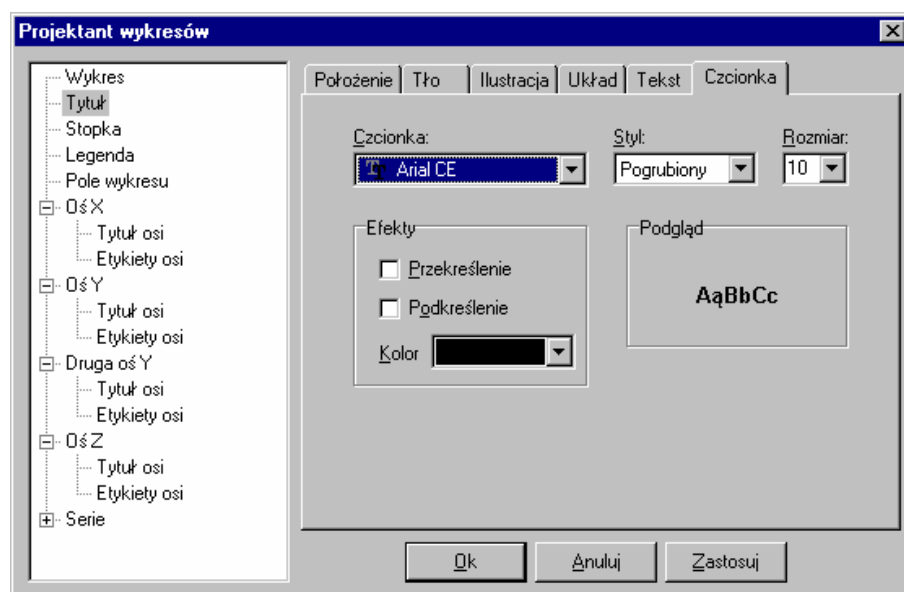 Projektant wykresów
Wykres
Tytuł
Stopka
Legenda
Pole wykresu
Oś X
Tytuł osi
Etykiety osi
Oś Y
Tytuł osi
Etykiety osi
Druga oś Y
Tytuł osi
Etykiety osi
Oś Z
Tytuł osi
Etykiety osi
Serie
Położenie Tło Ilustracja Układ Tekst Czcionka
Czcionka: Styl: Rozmiar:
Arial CE Pogrubiony 10
Efekty Podgląd
Przekreślenie
AąBbCc
Podkreślenie
Kolor
Ok Anuluj Zastosuj